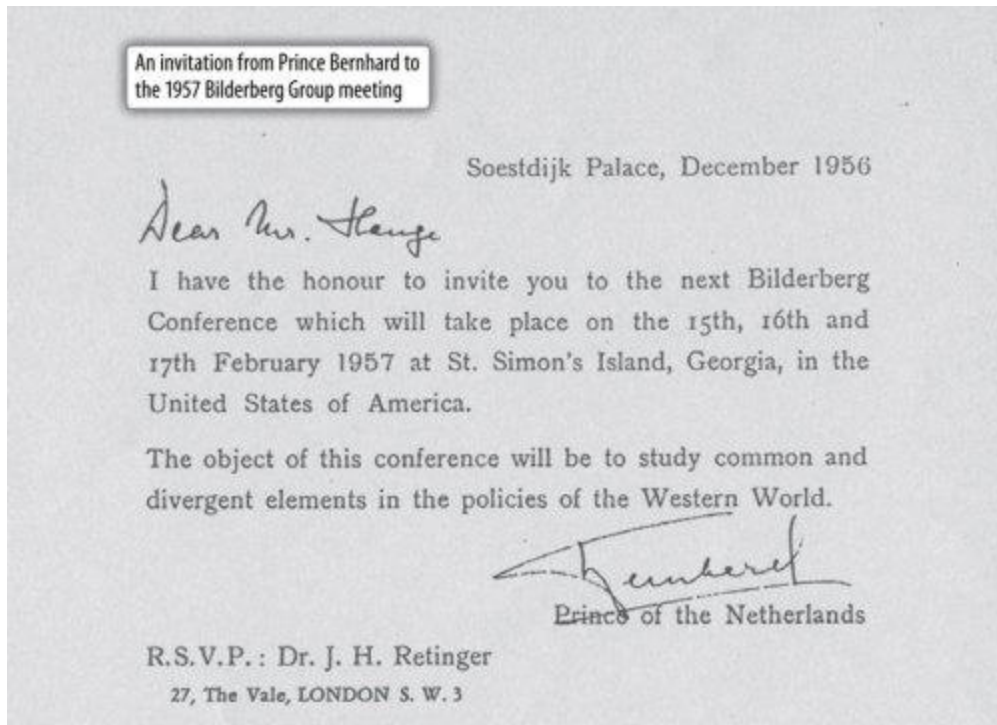 An invitation from Prince Bernhard to
the 1957 Bilderberg Group meeting
Soestdijk Palace, December 1956
Dear Mr. Hauge
I have the honour to invite you to the next Bilderberg
Conference which will take place on the 15th, 16th and
17th February 1957 at St. Simon's Island, Georgia, in the
United States of America.
The object of this conference will be to study common and
divergent elements in the policies of the Western World.
Bernhard
Prince of the Netherlands
R.S.V.P.: Dr. J. H. Retinger
27, The Vale, LONDON S. W. 3